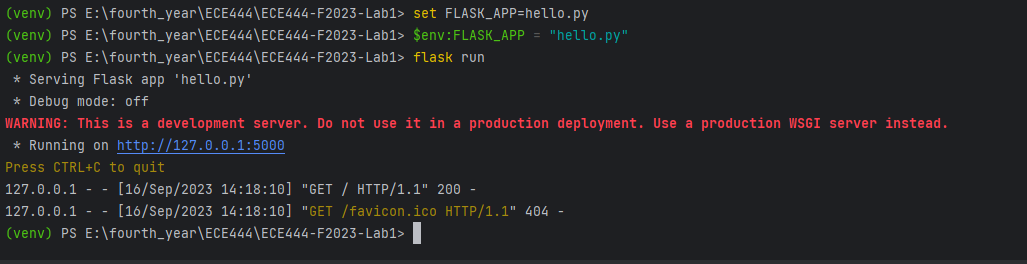 (venv) PS E:\fourth_year\ECE444\ECE444-F2023-Lab1> set FLASK_APP=hello.py
(venv) PS E:\fourth_year\ECE444\ECE444-F2023-Lab1> $env:FLASK_APP = "hello.py"
(venv) PS E:\fourth_year\ECE444\ECE444-F2023-Lab1> flask run
 * Serving Flask app 'hello.py'
 * Debug mode: off
WARNING: This is a development server. Do not use it in a production deployment. Use a production WSGI server instead.
 * Running on http://127.0.0.1:5000
Press CTRL+C to quit
127.0.0.1 - - [16/Sep/2023 14:18:10] "GET / HTTP/1.1" 200 -
127.0.0.1 - - [16/Sep/2023 14:18:10] "GET /favicon.ico HTTP/1.1" 404 -
(venv) PS E:\fourth_year\ECE444\ECE444-F2023-Lab1>